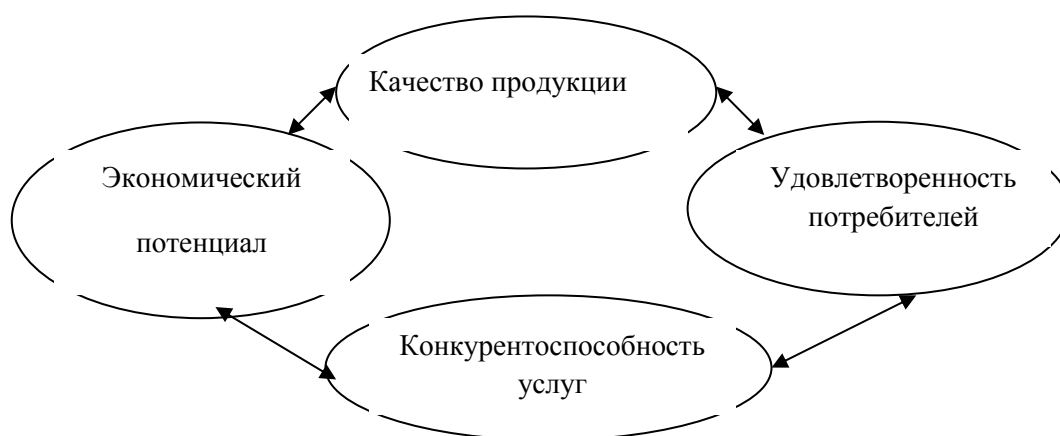 Качество продукции
Экономический
потенциал
Удовлетворенность
потребителей
Конкурентоспособность
услуг